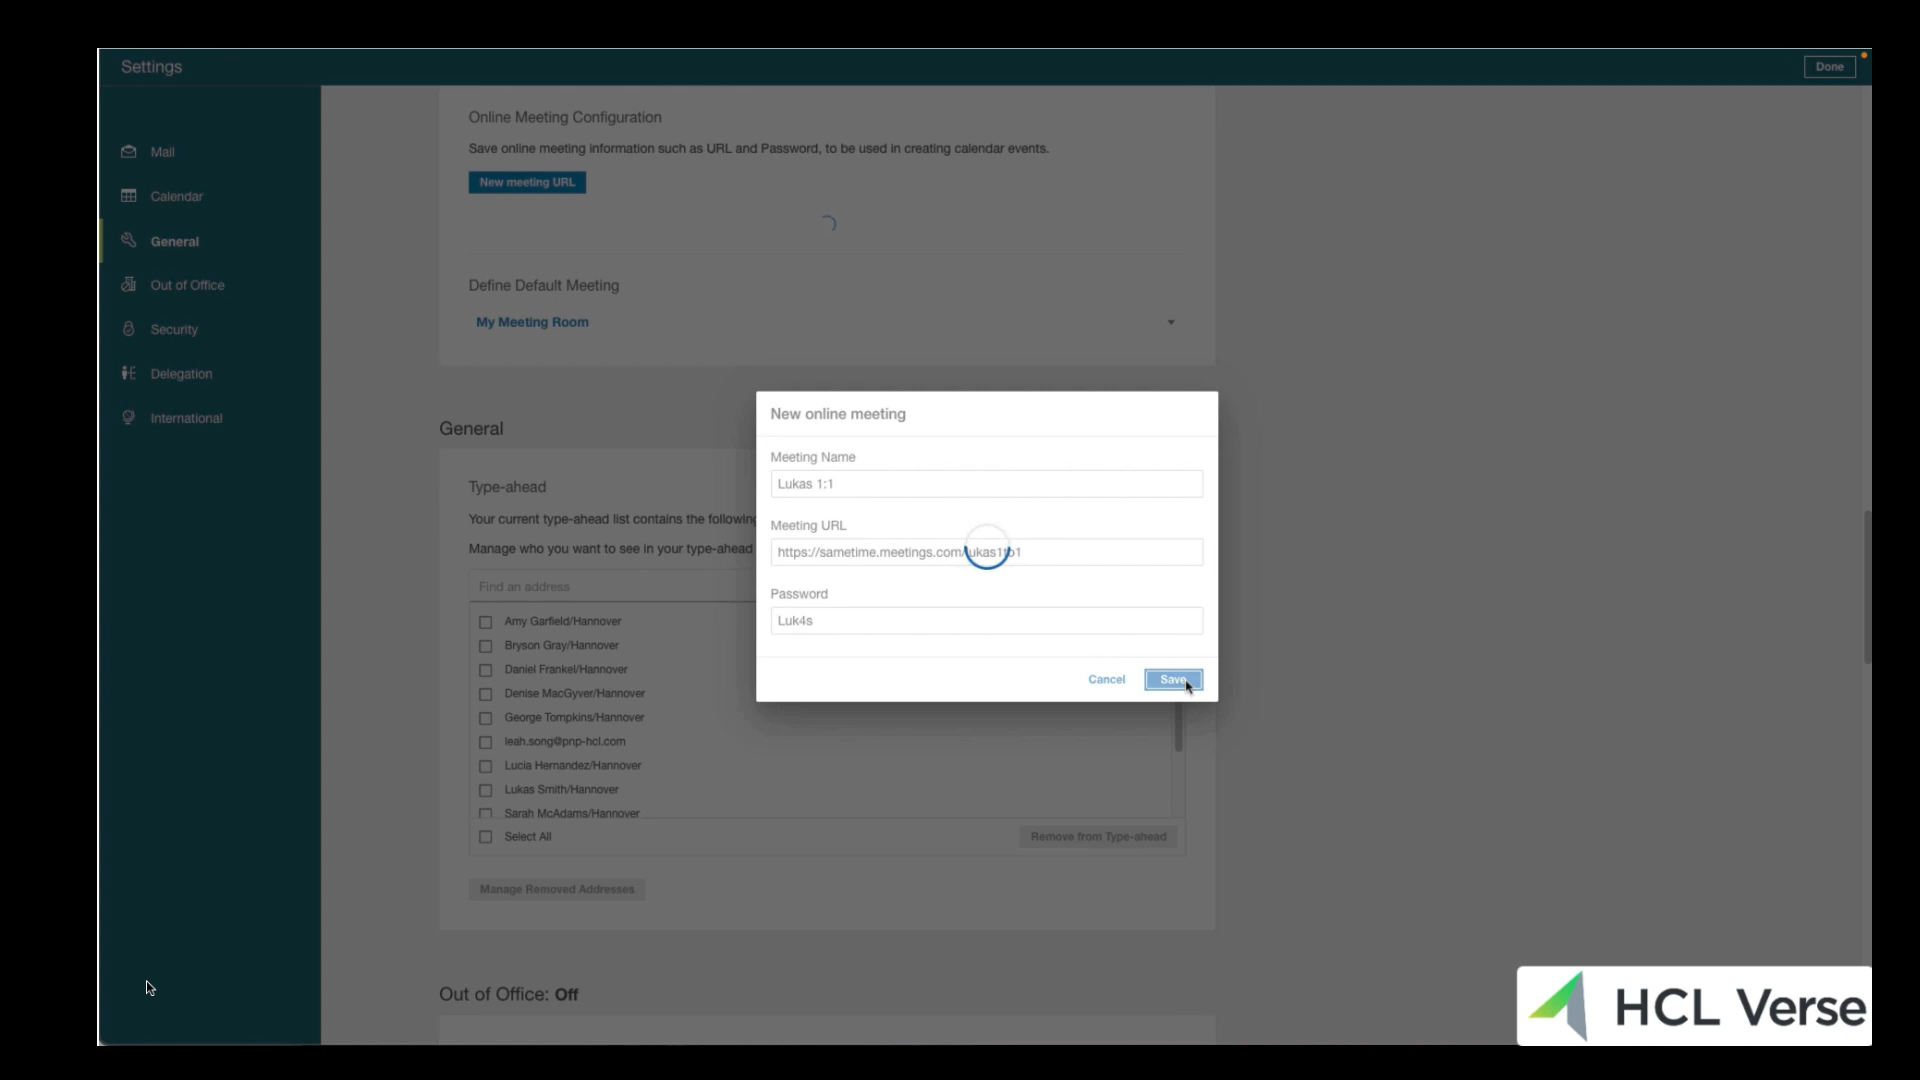 Settings
Done
Mail
Calendar
General
Out of Office
Security
Delegation
International
Online Meeting Configuration
Save online meeting information such as URL and Password, to be used in creating calendar events.
New meeting URL
Define Default Meeting
My Meeting Room
General
Type-ahead
Your current type-ahead list contains the following
Manage who you want to see in your type-ahead
Find an address
Amy Garfield/Hannover
Bryson Gray/Hannover
Daniel Frankel/Hannover
Denise MacGyver/Hannover
George Tompkins/Hannover
leah.song@pnp-hcl.com
Lucia Hernandez/Hannover
Lukas Smith/Hannover
Sarah McAdams/Hannover
Select All
Remove from Type-ahead
Manage Removed Addresses
Out of Office: Off
New online meeting
Meeting Name
Lukas 1:1
Meeting URL
https://sametime.meetings.com/lukas1to1
Password
Luk4s
Cancel
Save
HCL Verse